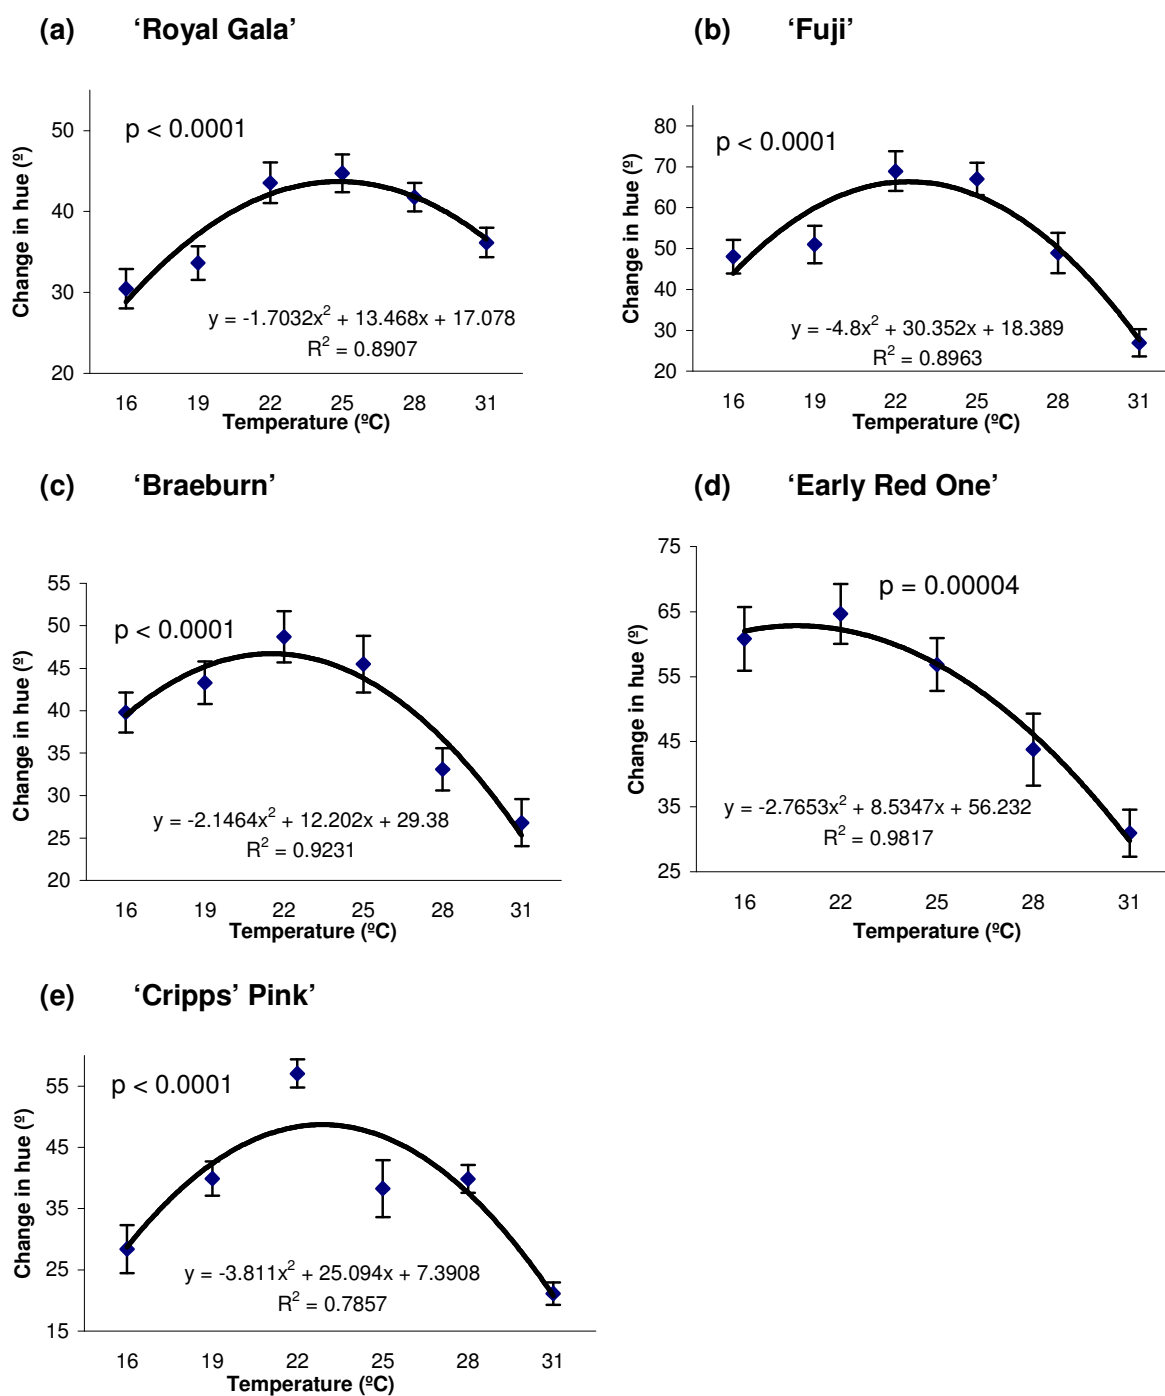 (a) ‘Royal Gala’
Change in hue (º)
50
40
30
20
p < 0.0001
y = -1.7032x² + 13.468x + 17.078
R² = 0.8907
16 19 22 25 28 31
Temperature (ºC)
(b) ‘Fuji’
Change in hue (º)
80
70
60
50
40
30
20
p < 0.0001
y = -4.8x² + 30.352x + 18.389
R² = 0.8963
16 19 22 25 28 31
Temperature (ºC)
(c) ‘Braeburn’
Change in hue (º)
55
50
45
40
35
30
25
20
p < 0.0001
y = -2.1464x² + 12.202x + 29.38
R² = 0.9231
16 19 22 25 28 31
Temperature (ºC)
(d) ‘Early Red One’
Change in hue (º)
75
65
55
45
35
25
p = 0.00004
y = -2.7653x² + 8.5347x + 56.232
R² = 0.9817
16 22 25 28 31
Temperature (ºC)
(e) ‘Cripps’ Pink’
Change in hue (º)
55
45
35
25
15
p < 0.0001
y = -3.811x² + 25.094x + 7.3908
R² = 0.7857
16 19 22 25 28 31
Temperature (ºC)